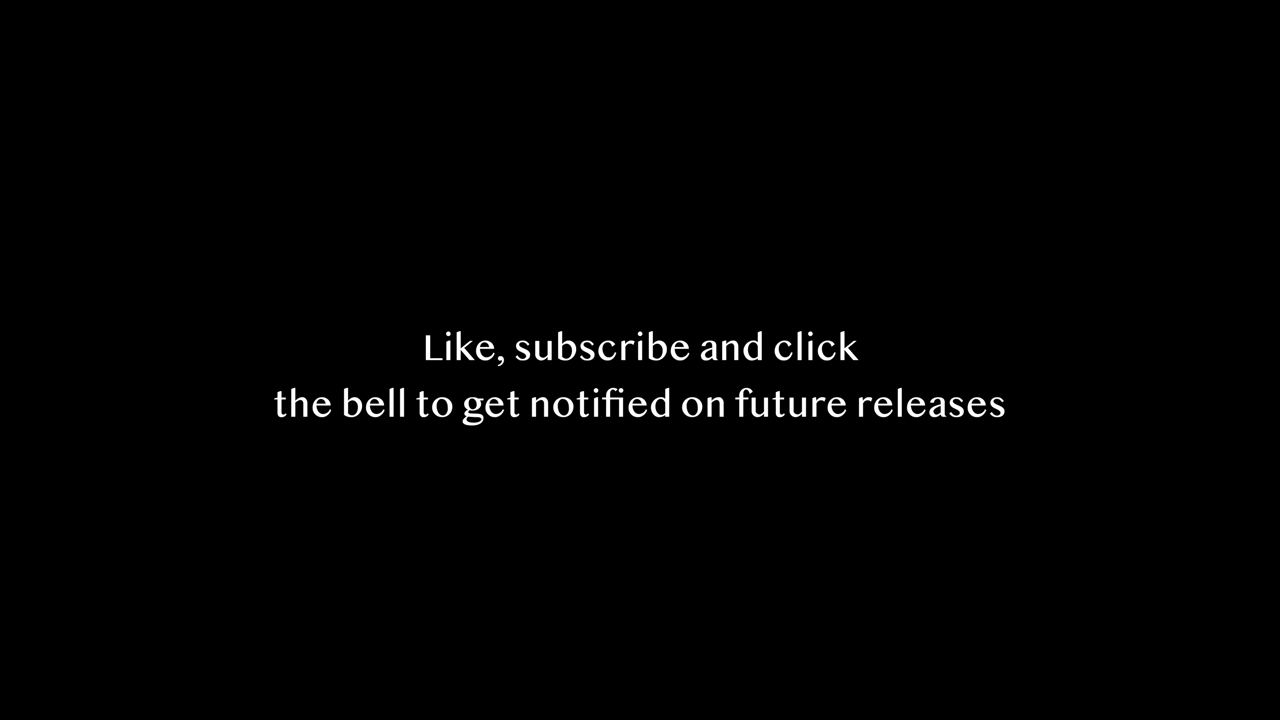 Like, subscribe and click
the bell to get notified on future releases